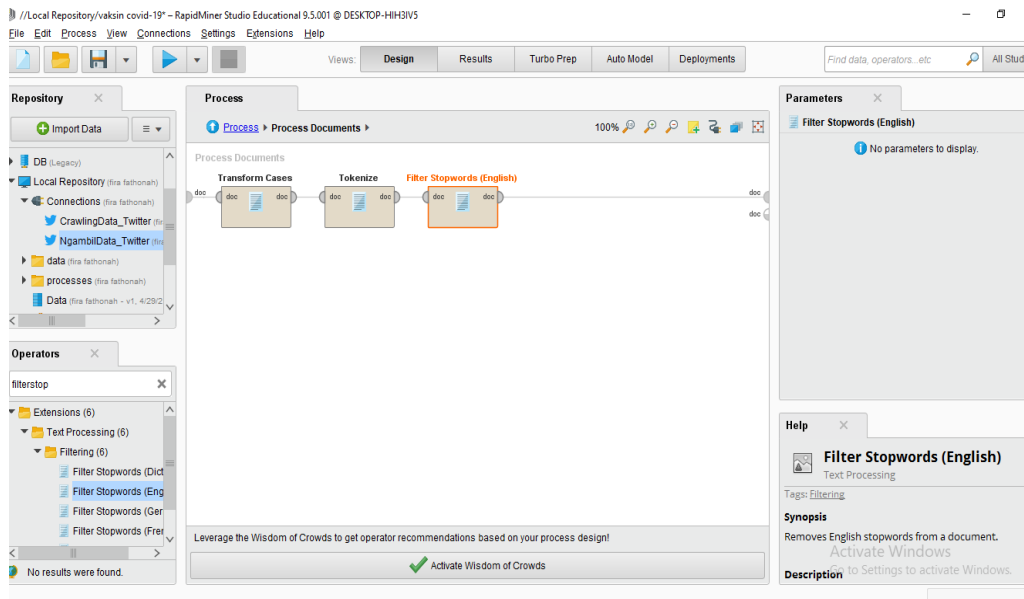 //Local Repository/vaksin covid-19* – RapidMiner Studio Educational 9.5.001 @ DESKTOP-HIH3IV5
File Edit Process View Connections Settings Extensions Help
Views: Design Results Turbo Prep Auto Model Deployments
Find data, operators...etc
All Stud
Repository
Import Data
DB (Legacy)
Local Repository (fira fathonah)
Connections (fira fathonah)
CrawlingData_Twitter (fir
NgambilData_Twitter (fir
data (fira fathonah)
processes (fira fathonah)
Data (fira fathonah - v1, 4/29/2
Operators
filterstop
Extensions (6)
Text Processing (6)
Filtering (6)
Filter Stopwords (Dict
Filter Stopwords (Eng
Filter Stopwords (Ger
Filter Stopwords (Fren
No results were found.
Process
Process Process Documents
100%
Process Documents
Transform Cases Tokenize Filter Stopwords (English)
doc doc doc doc doc doc doc doc
doc
Leverage the Wisdom of Crowds to get operator recommendations based on your process design!
Activate Wisdom of Crowds
Parameters
Filter Stopwords (English)
No parameters to display.
Help
Filter Stopwords (English)
Text Processing
Tags: Filtering
Synopsis
Removes English stopwords from a document.
Activate Windows
Go to Settings to activate Windows.
Description